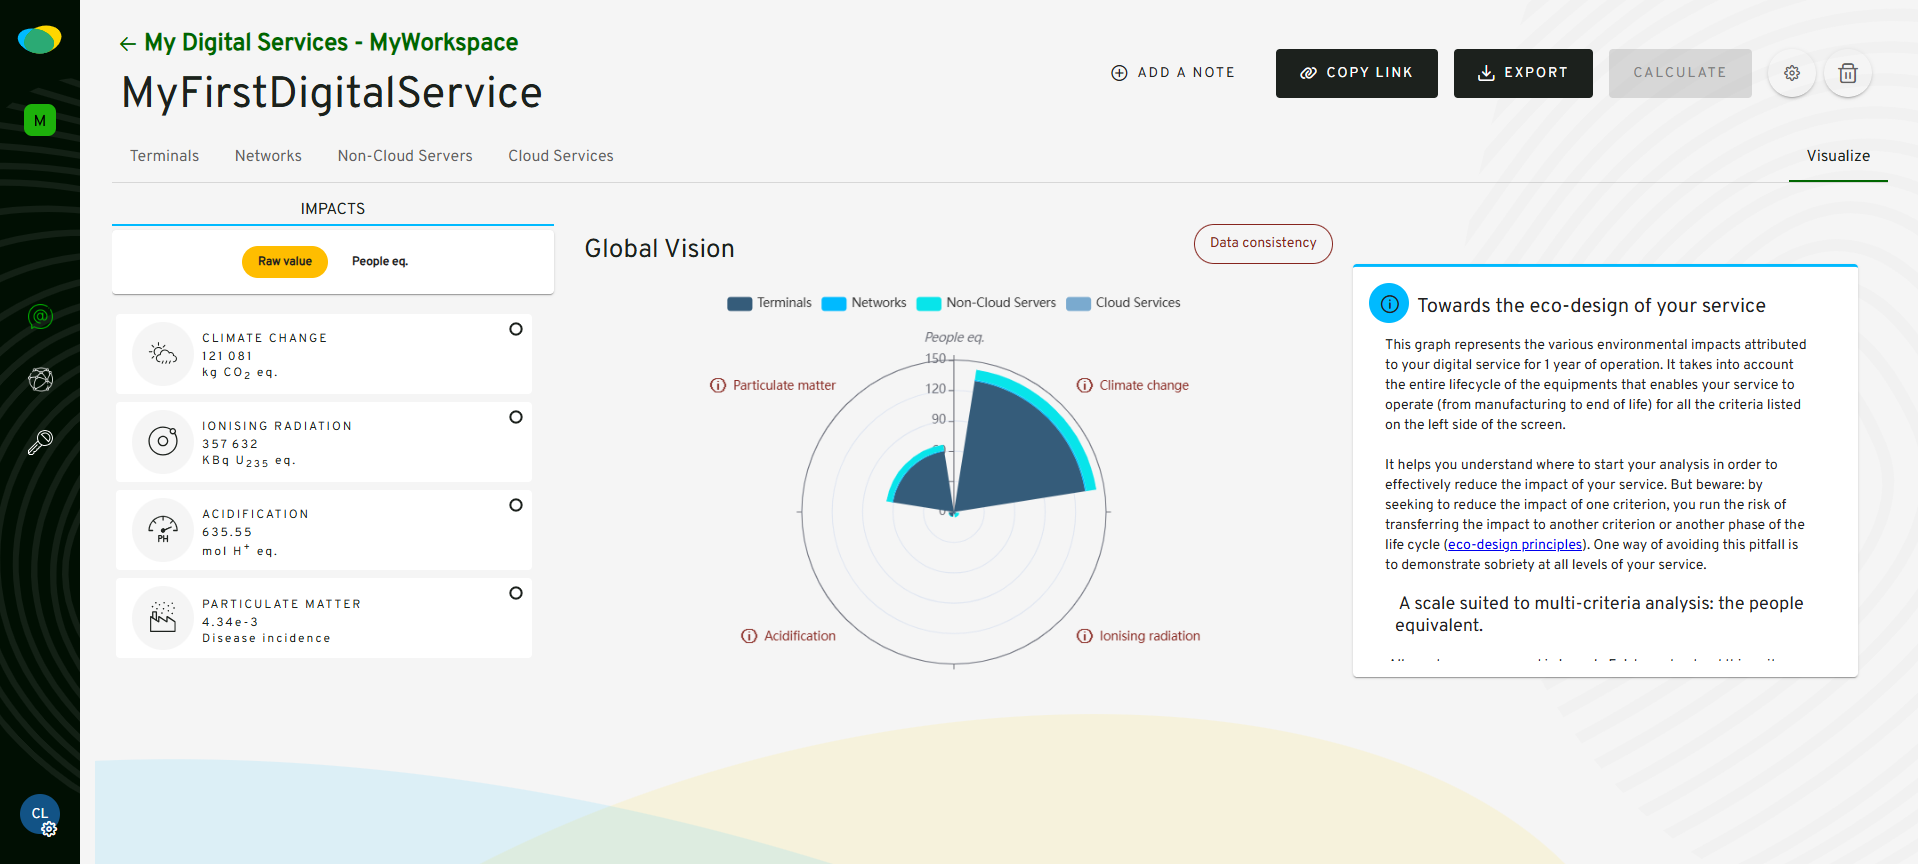 My Digital Services - MyWorkspace
MyFirstDigitalService
ADD A NOTE
COPY LINK
EXPORT
CALCULATE
M
Terminals
Networks
Non-Cloud Servers
Cloud Services
Visualize
IMPACTS
Raw value
People eq.
CLIMATE CHANGE
121 081
kg CO2 eq.
IONISING RADIATION
357 632
KBq U235 eq.
PH
ACIDIFICATION
635.55
mol H+ eq.
PARTICULATE MATTER
4.34e-3
Disease incidence
Global Vision
Data consistency
Terminals
Networks
Non-Cloud Servers
Cloud Services
People eq.
150
120
90
0
Particulate matter
Climate change
Acidification
Ionising radiation
Towards the eco-design of your service
This graph represents the various environmental impacts attributed
to your digital service for 1 year of operation. It takes into account
the entire lifecycle of the equipments that enables your service to
operate (from manufacturing to end of life) for all the criteria listed
on the left side of the screen.
It helps you understand where to start your analysis in order to
effectively reduce the impact of your service. But beware: by
seeking to reduce the impact of one criterion, you run the risk of
transferring the impact to another criterion or another phase of the
life cycle (eco-design principles). One way of avoiding this pitfall is
to demonstrate sobriety at all levels of your service.
A scale suited to multi-criteria analysis: the people
equivalent.
CL